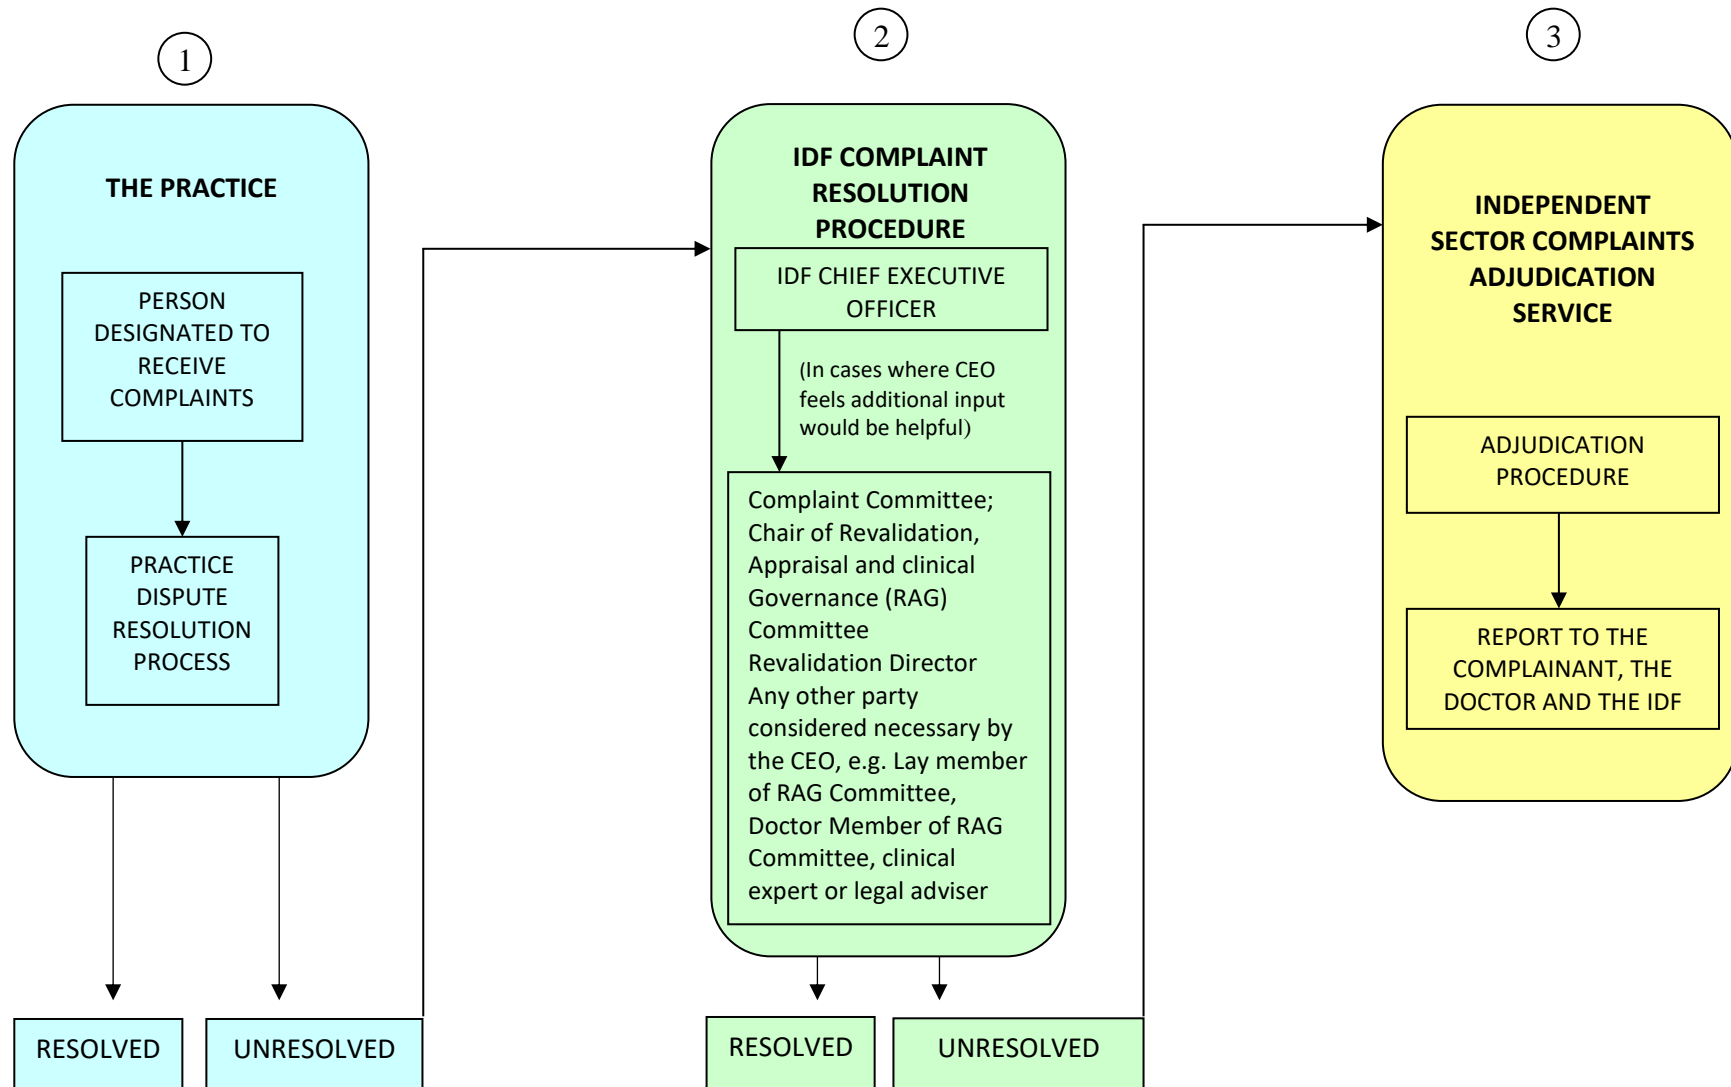 1
THE PRACTICE
PERSON
DESIGNATED TO
RECEIVE
COMPLAINTS
PRACTICE
DISPUTE
RESOLUTION
PROCESS
RESOLVED
UNRESOLVED
2
IDF COMPLAINT
RESOLUTION
PROCEDURE
IDF CHIEF EXECUTIVE
OFFICER
(In cases where CEO
feels additional input
would be helpful)
Complaint Committee;
Chair of Revalidation,
Appraisal and clinical
Governance (RAG)
Committee
Revalidation Director
Any other party
considered necessary by
the CEO, e.g. Lay member
of RAG Committee,
Doctor Member of RAG
Committee, clinical
expert or legal adviser
RESOLVED
UNRESOLVED
3
INDEPENDENT
SECTOR COMPLAINTS
ADJUDICATION
SERVICE
ADJUDICATION
PROCEDURE
REPORT TO THE
COMPLAINANT, THE
DOCTOR AND THE IDF